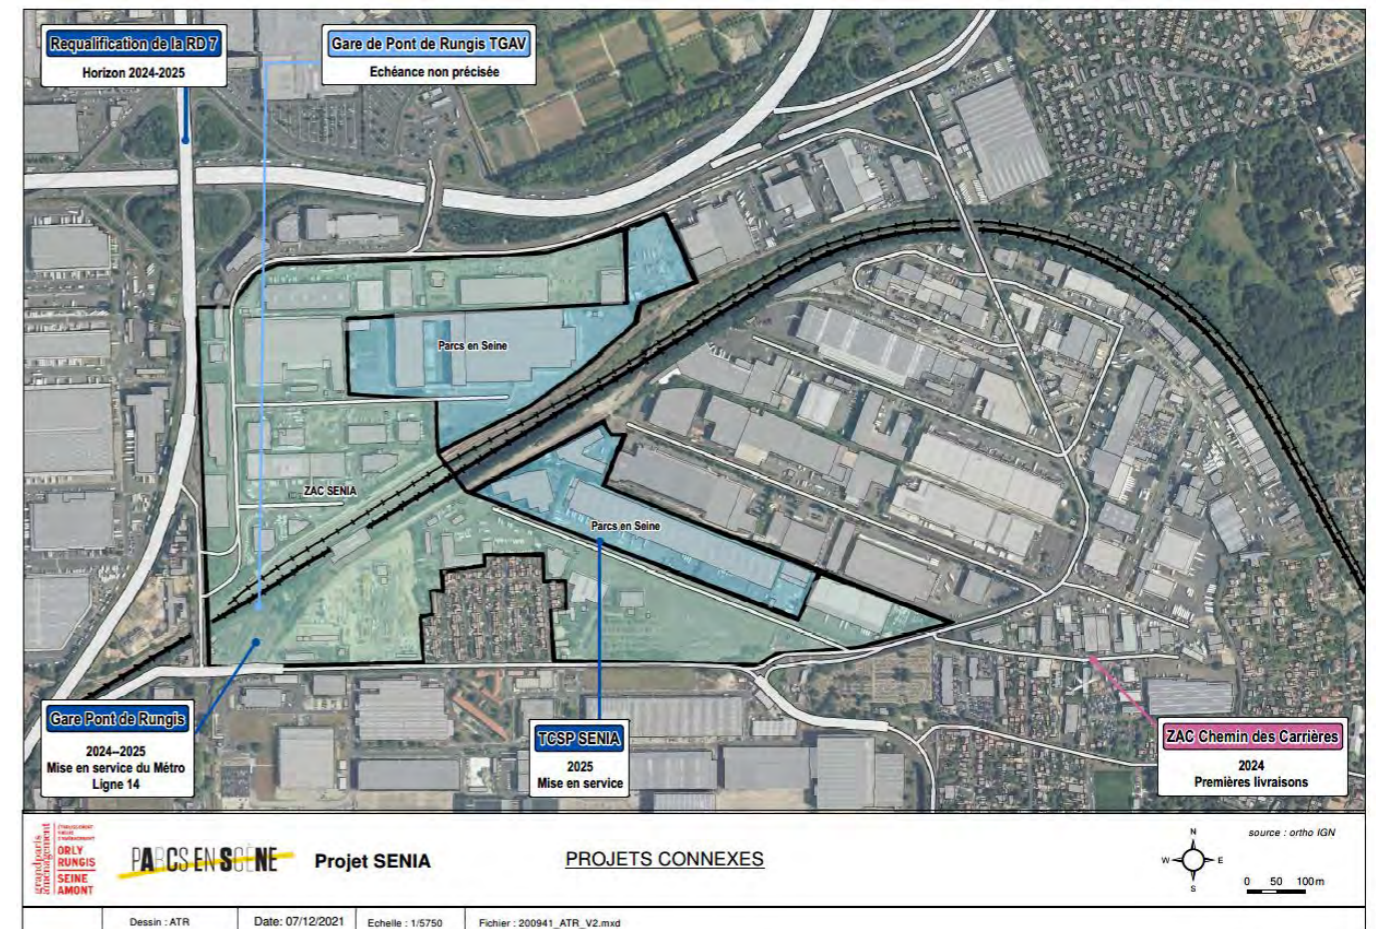 Requalification de la RD 7
Horizon 2024-2025
Gare de Pont de Rungis TGAV
Echéance non précisée
Parcs en Seine
ZAC SENIA
Parcs en Seine
Gare Pont de Rungis
2024–2025
Mise en service du Métro
Ligne 14
TCSP SENIA
2025
Mise en service
ZAC Chemin des Carrières
2024
Premières livraisons
grandparis
aménagement
ORLY
RUNGIS
SEINE
AMONT
PARCS EN SCÈNE
Projet SENIA
PROJETS CONNEXES
N
W
E
S
source : ortho IGN
0 50 100m
Dessin : ATR
Date: 07/12/2021
Echelle : 1/5750
Fichier : 200941_ATR_V2.mxd